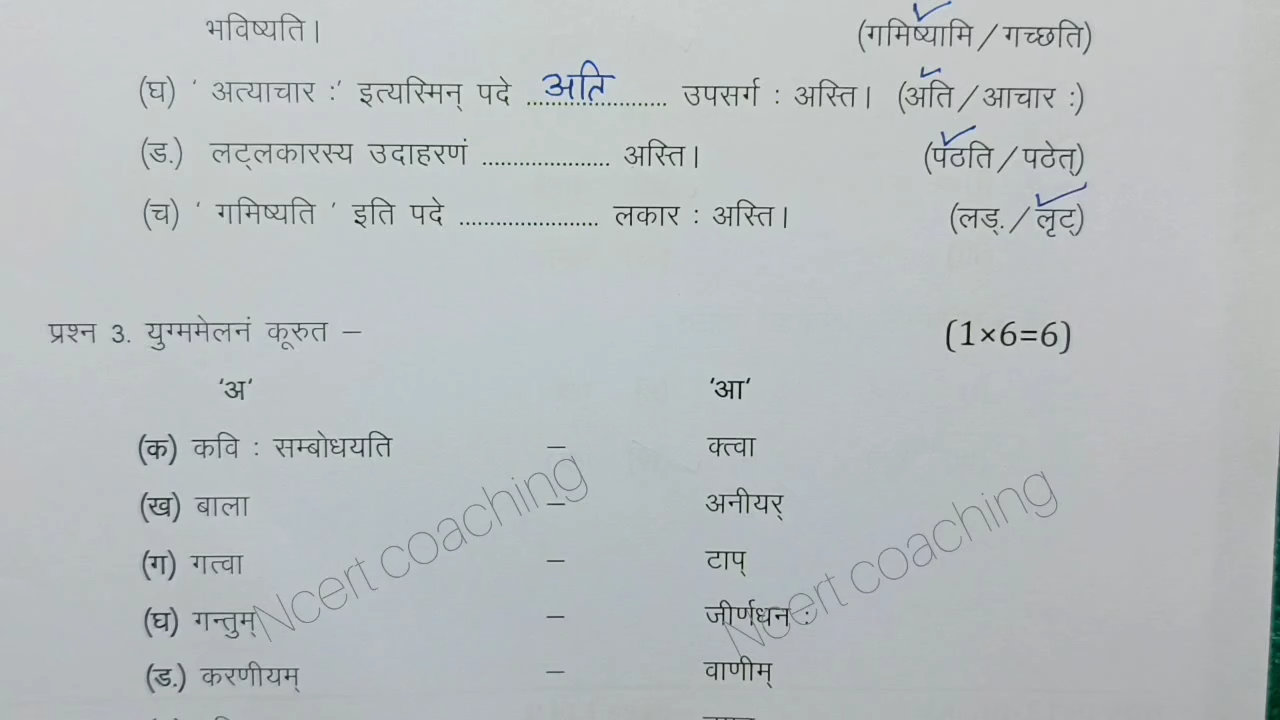 भविष्यति। (गमिष्यामि / गच्छति)
(घ) ' अत्याचार :' इत्यस्मिन् पदे ....अति.... उपसर्ग : अस्ति। (अति / आचार :)
(ड.) लट्लकारस्य उदाहरणं .................... अस्ति। (पठति / पठेत्)
(च) ' गमिष्यति ' इति पदे ...................... लकार : अस्ति। (लड्. / लृट्)
प्रश्न 3. युग्ममेलनं कूरुत – (1×6=6)
'अ' 'आ'
(क) कवि : सम्बोधयति – क्त्वा
(ख) बाला – अनीयर्
(ग) गत्वा – टाप्
(घ) गन्तुम् – जीर्णधन :
(ड.) करणीयम् – वाणीम्
Ncert coaching
Ncert coaching